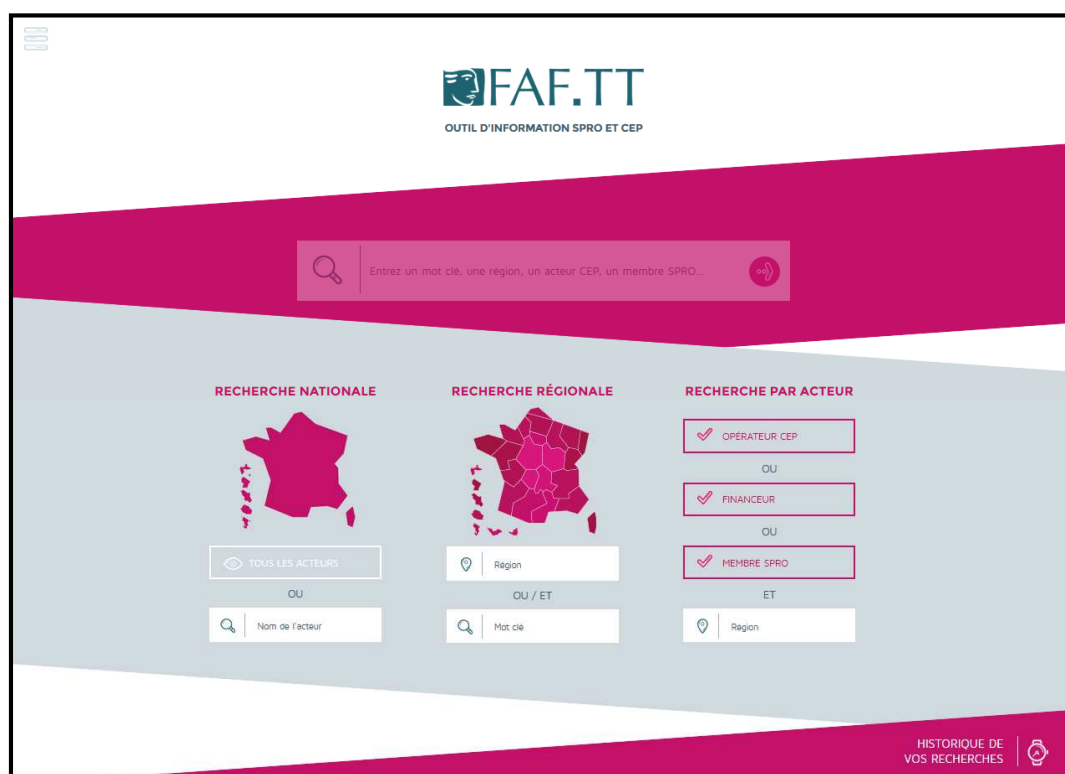 FAF.TT
OUTIL D'INFORMATION SPRO ET CEP
Entrez un mot clé, une région, un acteur CEP, un membre SPRO...
RECHERCHE NATIONALE
TOUS LES ACTEURS
OU
Nom de l'acteur
RECHERCHE RÉGIONALE
Région
OU / ET
Mot clé
RECHERCHE PAR ACTEUR
OPÉRATEUR CEP
OU
FINANCEUR
OU
MEMBRE SPRO
ET
Région
HISTORIQUE DE
VOS RECHERCHES